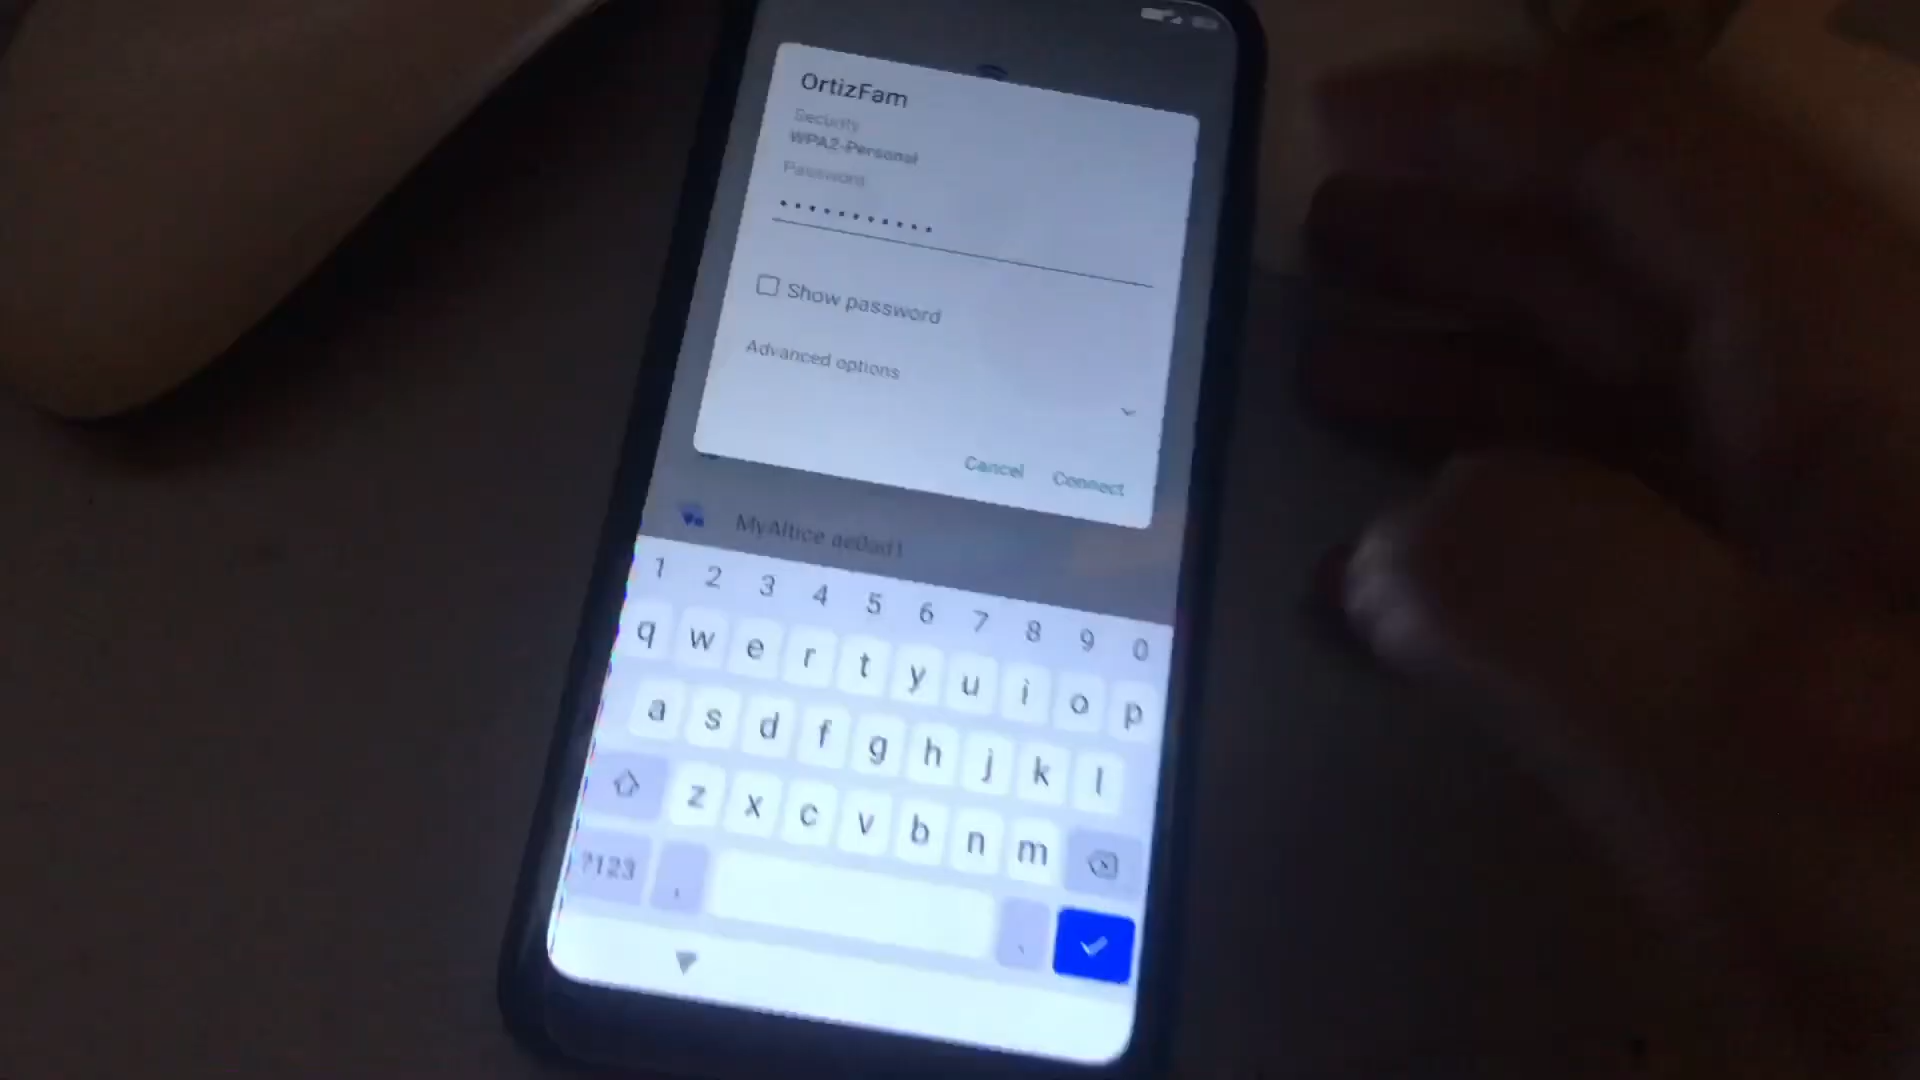 OrtizFam
Security
WPA2-Personal
Password
•••••••••••
Show password
Advanced options
Cancel Connect
MyAltice ae0ad1
1 2 3 4 5 6 7 8 9 0
q w e r t y u i o p
a s d f g h j k l
z x c v b n m
?123 , .